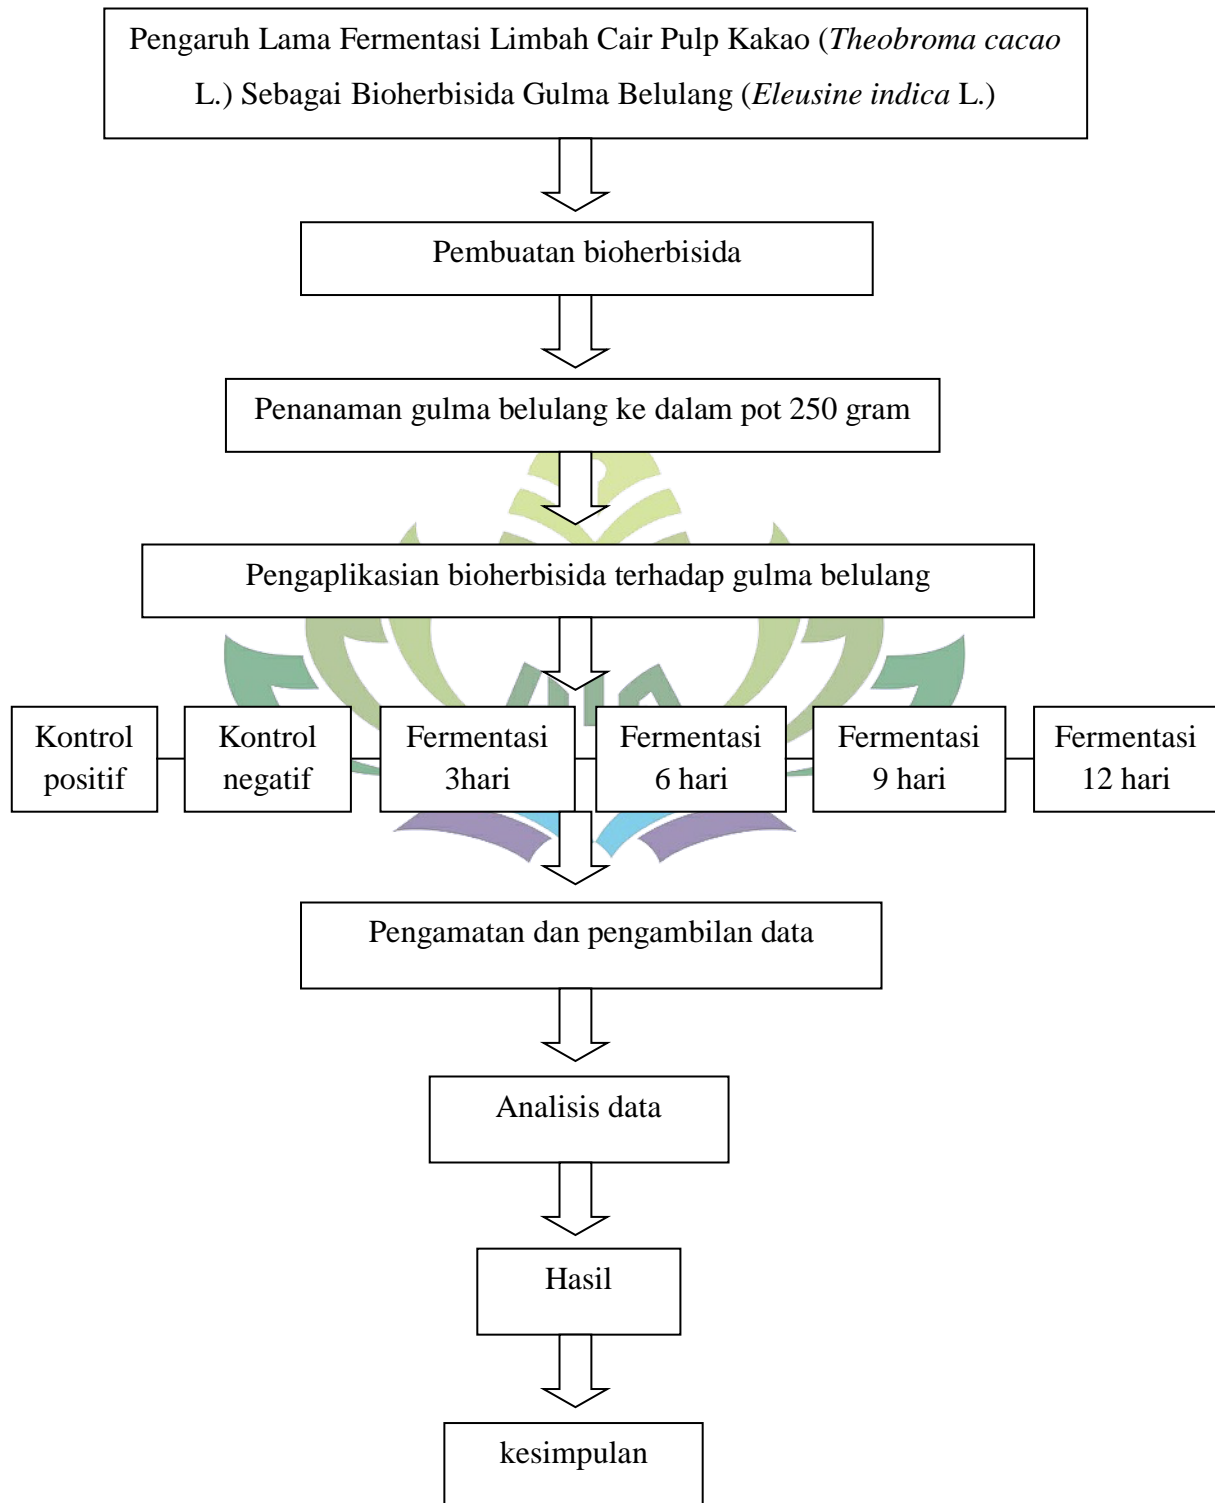 Pengaruh Lama Fermentasi Limbah Cair Pulp Kakao (Theobroma cacao
L.) Sebagai Bioherbisida Gulma Belulang (Eleusine indica L.)
Pembuatan bioherbisida
Penanaman gulma belulang ke dalam pot 250 gram
Pengaplikasian bioherbisida terhadap gulma belulang
Kontrol
positif
Kontrol
negatif
Fermentasi
3hari
Fermentasi
6 hari
Fermentasi
9 hari
Fermentasi
12 hari
Pengamatan dan pengambilan data
Analisis data
Hasil
kesimpulan